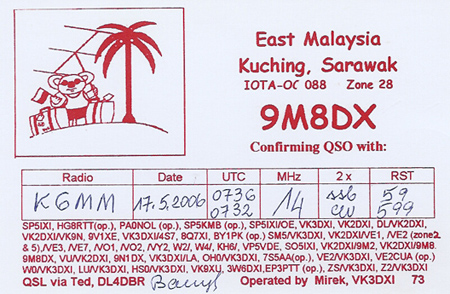 East Malaysia
Kuching, Sarawak
IOTA-OC 088 Zone 28
9M8DX
Confirming QSO with:
Radio Date UTC MHz 2 x RST
K6MM 17.5.2006 0736 14 ssb 59
0732 CW 599
SP5IXI, HG9RTT(op.), PA0NOL (op.), SP5KMB (op.), SP5IXI/OE, VK3DXI, VK2DXI, DL/VK2DXI,
VK2DXI/VK9N, 9V1XE, VK3DXI/4S7, 8Q7XI, BY1PK (op.) SM5/VK3DXI, VK2DXI/VE1, /VE2 (zone2
& 5),/VE3, /VE7, /VO1, /VO2, /VY2, W2/, W4/, KH6/, VP5/VDE, SO5IXI, VK2DXI/9M2, VK2DXI/9M8
9M8DX, VU/VK2DXI, 9N1DX, VK3DXI/LA, OH0/VK3DXI, 7S5AA(op.), VE2/VK3DXI, VE2CUA (op.)
W0/VK3DXI, LU/VK3DXI, HS0/VK3DXI, VK9XU, 3W6DXI,EP3PTT (op.), ZS/VK3DXI, Z2/VK3DXI
QSL via Ted, DL4DBR Operated by Mirek, VK3DXI 73